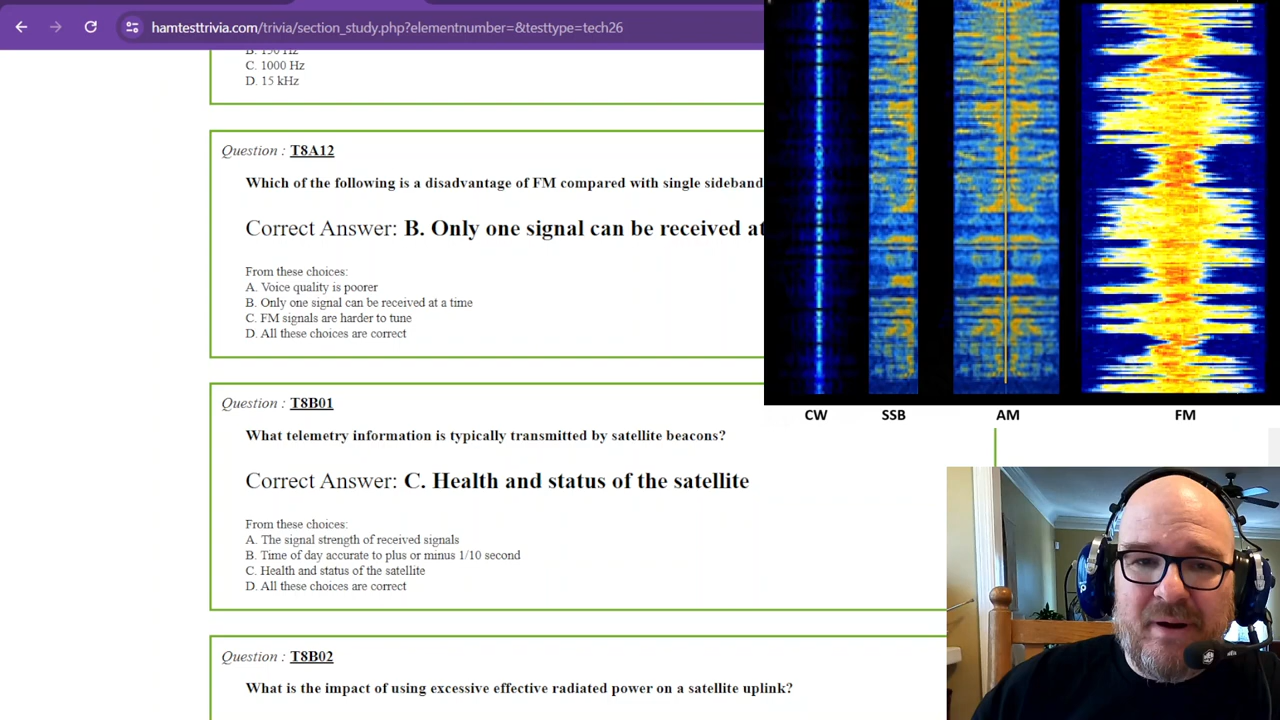 hamtesttrivia.com/trivia/section_study.php?elementnumber=&testtype=tech26
C. 1000 Hz
D. 15 kHz
Question : T8A12
Which of the following is a disadvantage of FM compared with single sideband
Correct Answer: B. Only one signal can be received at
From these choices:
A. Voice quality is poorer
B. Only one signal can be received at a time
C. FM signals are harder to tune
D. All these choices are correct
CW SSB AM FM
Question : T8B01
What telemetry information is typically transmitted by satellite beacons?
Correct Answer: C. Health and status of the satellite
From these choices:
A. The signal strength of received signals
B. Time of day accurate to plus or minus 1/10 second
C. Health and status of the satellite
D. All these choices are correct
Question : T8B02
What is the impact of using excessive effective radiated power on a satellite uplink?